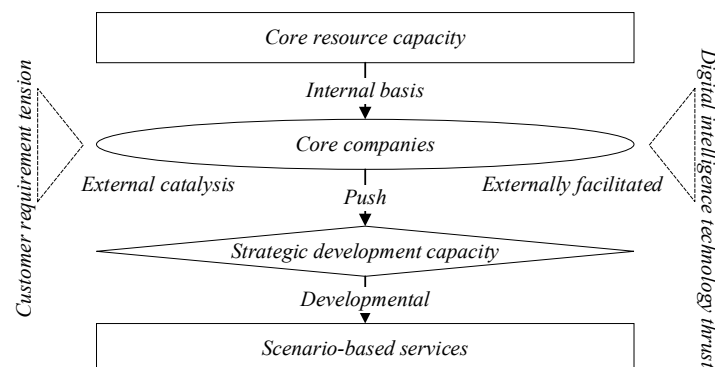 Core resource capacity
Internal basis
Core companies
External catalysis
Externally facilitated
Push
Strategic development capacity
Developmental
Scenario-based services
Customer requirement tension
Digital intelligence technology thrust